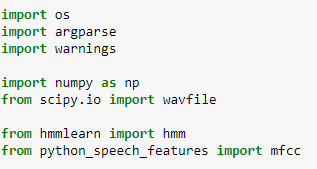 import os
import argparse
import warnings
import numpy as np
from scipy.io import wavfile
from hmmlearn import hmm
from python_speech_features import mfcc